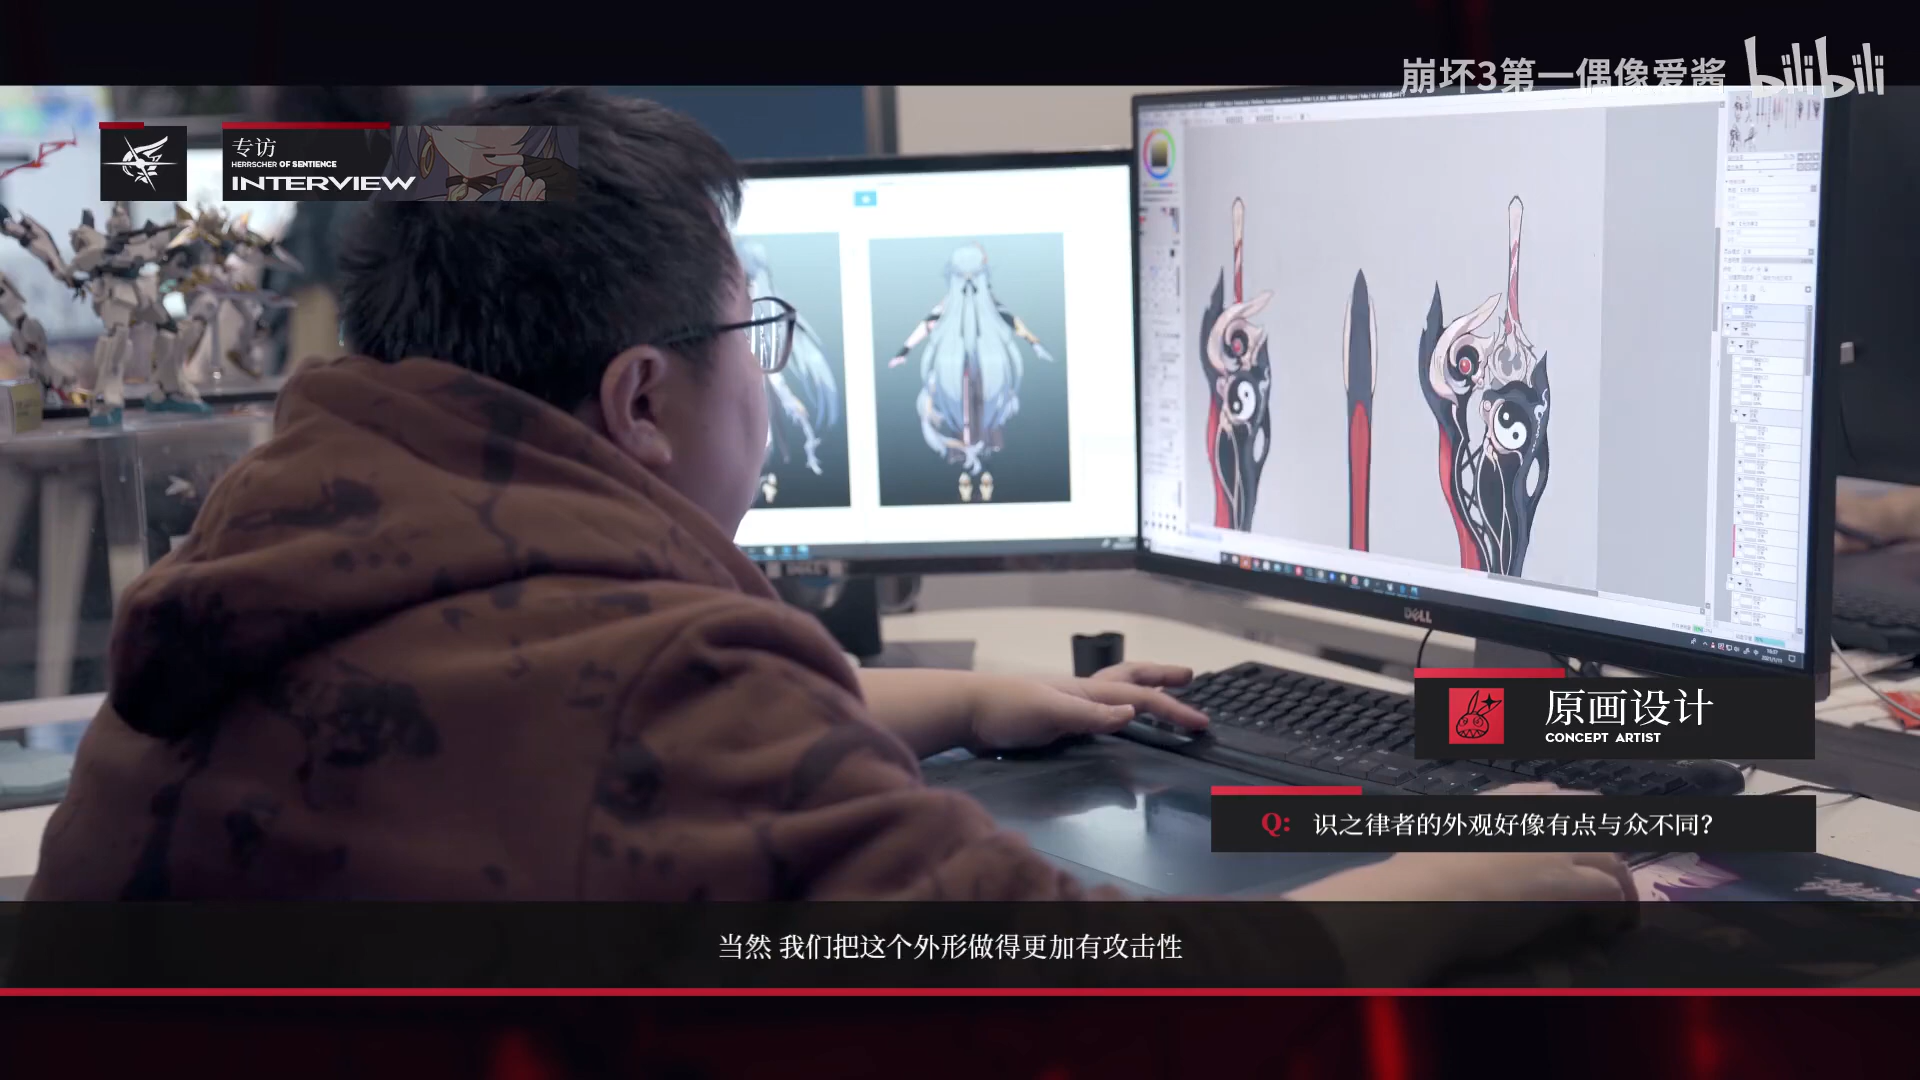 崩坏3第一偶像爱酱 bilibili
专访
HERRSCHER OF SENTIENCE
INTERVIEW
DELL
原画设计
CONCEPT ARTIST
Q: 识之律者的外观好像有点与众不同？
当然 我们把这个外形做得更加有攻击性